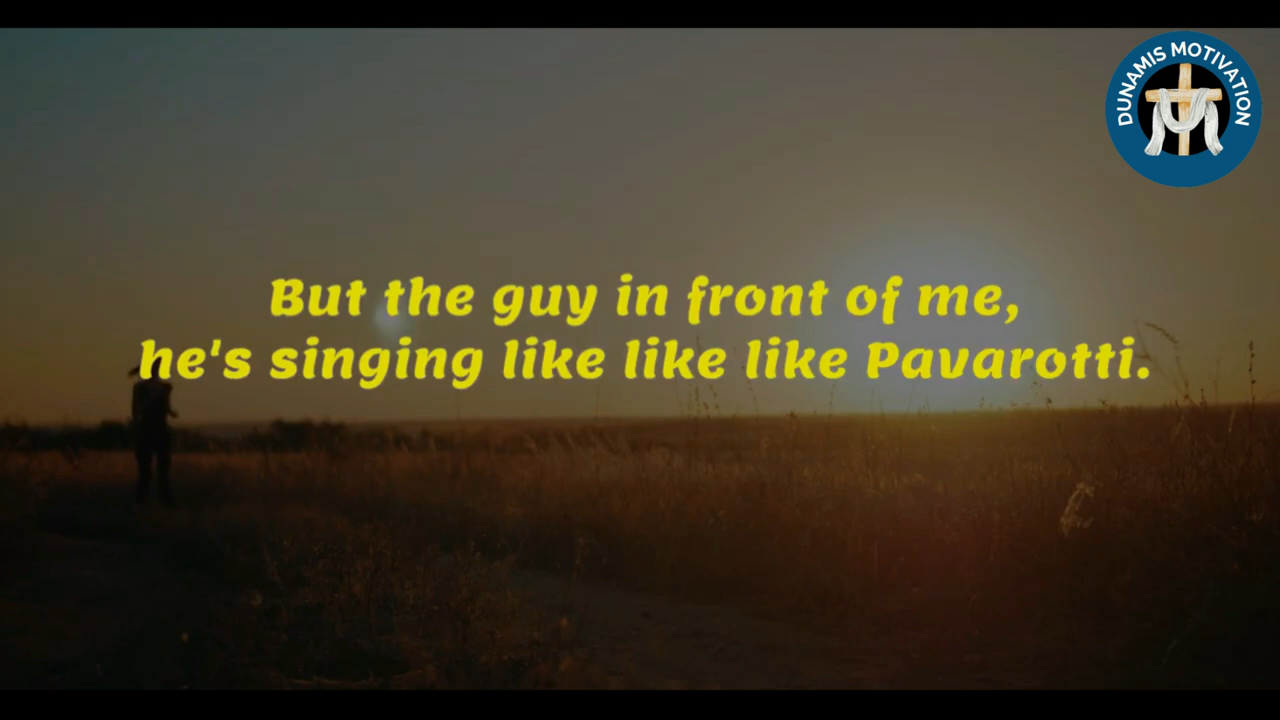 DUNAMIS MOTIVATION
But the guy in front of me,
he's singing like like like Pavarotti.